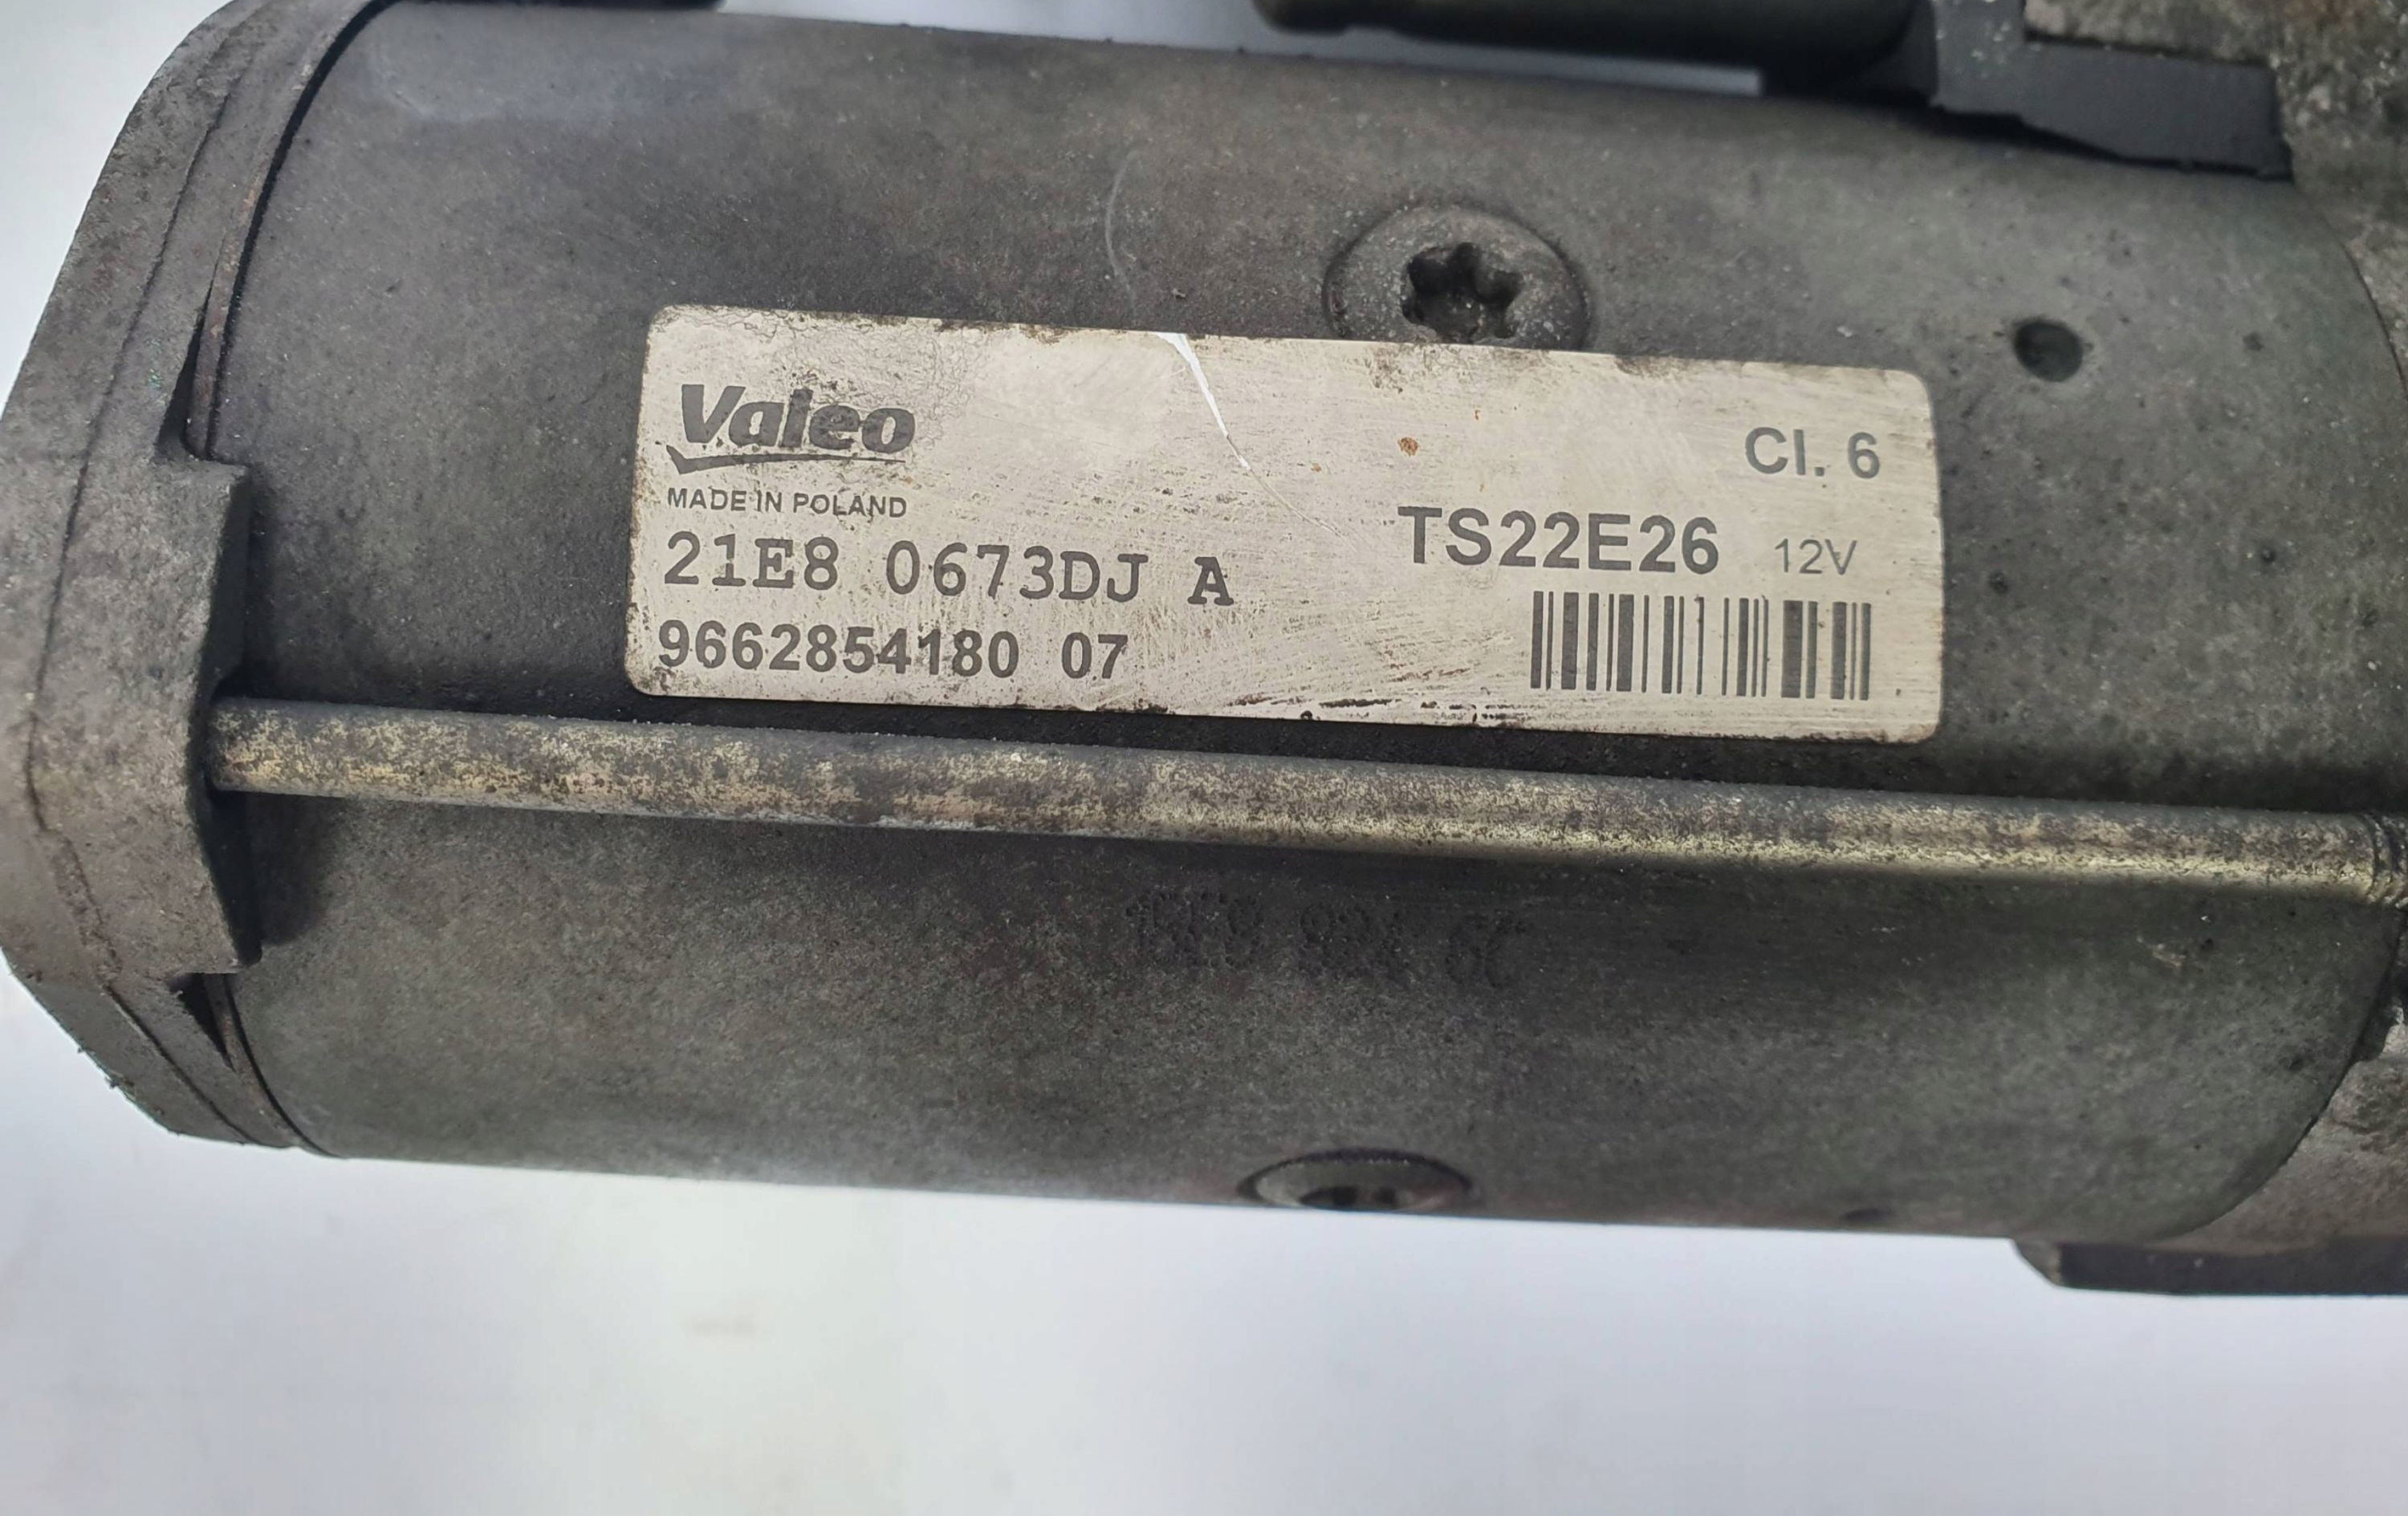 Valeo
MADE IN POLAND
21E8 0673DJ A
9662854180 07
Cl. 6
TS22E26 12V